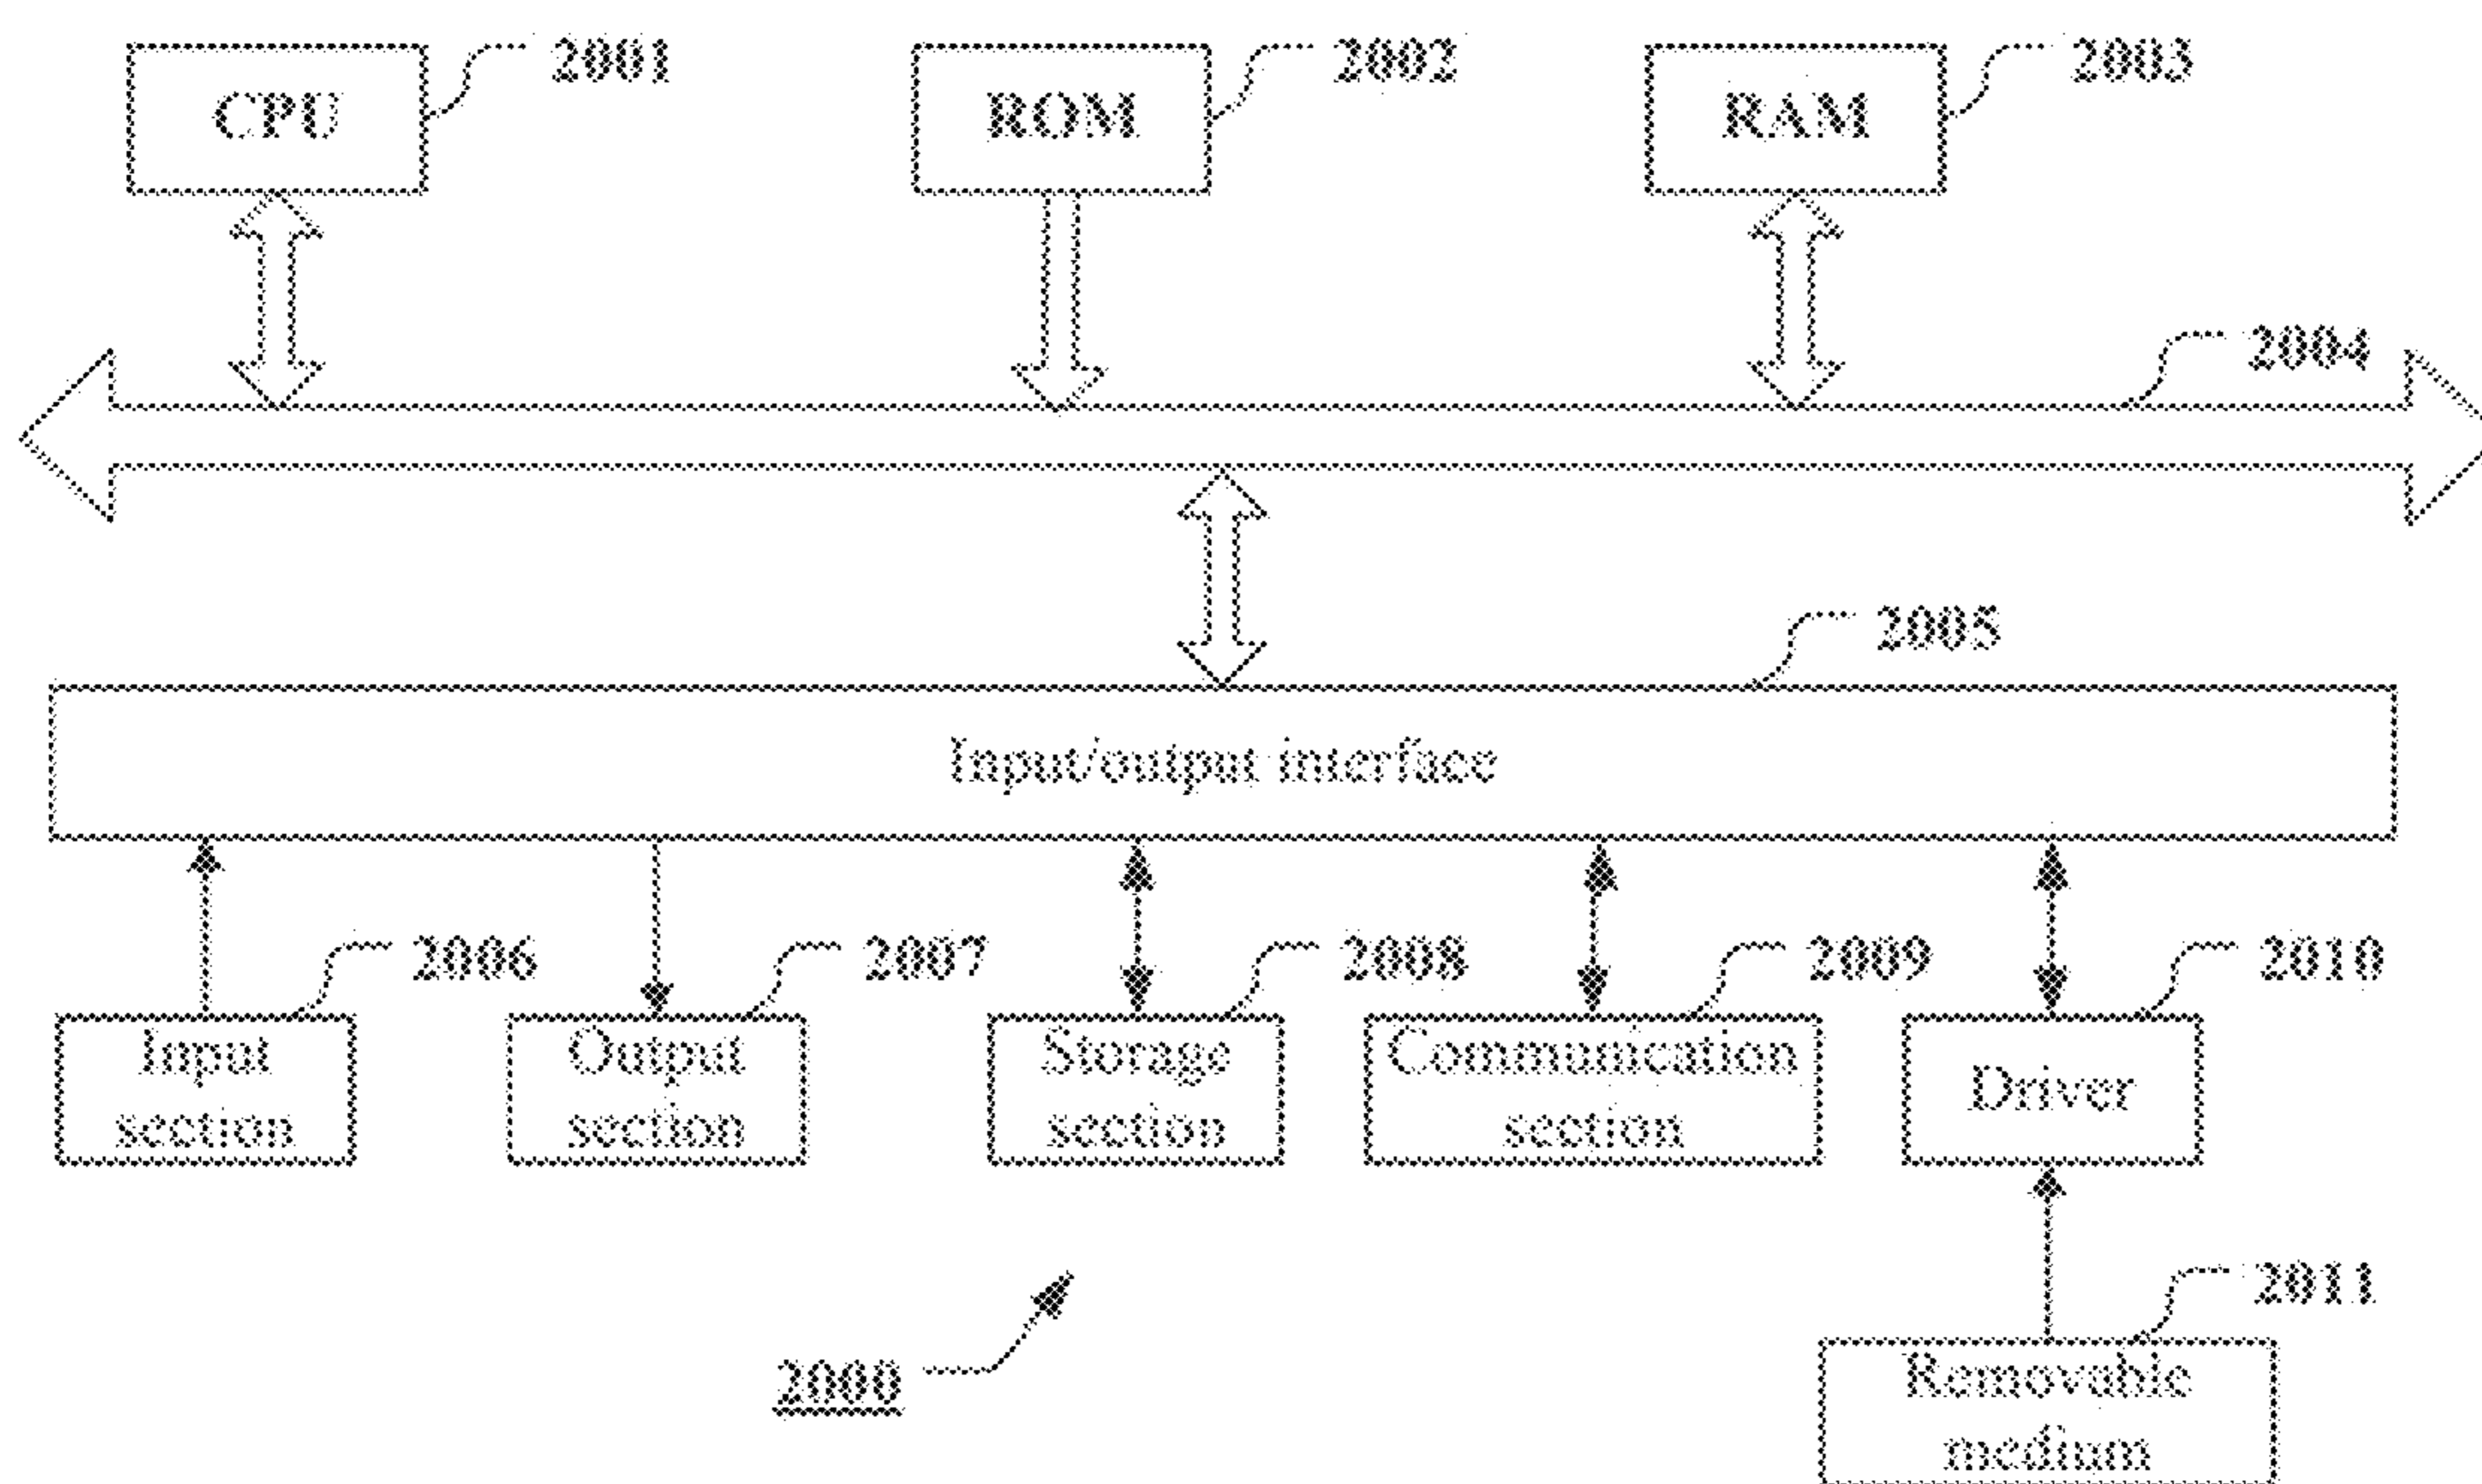 CPU 2001 ROM 2002 RAM 2003
2004
2005
Input/output interface
2006 2007 2008 2009 2010
Input Output Storage Communication Driver
section section section section
2011
2000
Removable
medium